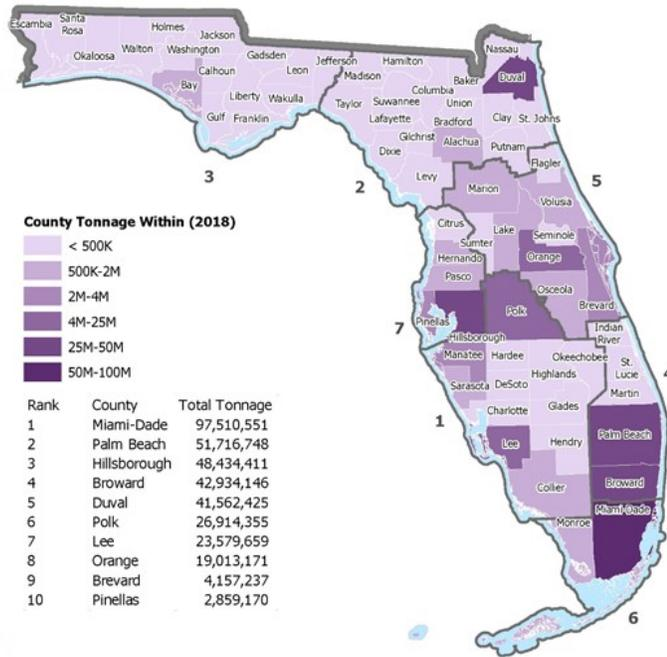 Escambia
Santa
Rosa
Okaloosa
Walton
Holmes
Washington
Jackson
Bay
Calhoun
Gulf
Gadsden
Liberty
Franklin
Leon
Wakulla
Jefferson
Madison
Taylor
Hamilton
Suwannee
Lafayette
Dixie
Columbia
Gilchrist
Levy
Baker
Union
Bradford
Alachua
Nassau
Duval
Clay
St. Johns
Putnam
Flagler
Marion
Volusia
Citrus
Sumter
Lake
Seminole
Hernando
Orange
Pasco
Osceola
Brevard
Polk
Pinellas
Hillsborough
Indian
River
Manatee
Hardee
Okeechobee
Highlands
St.
Lucie
Sarasota
DeSoto
Martin
Charlotte
Glades
Lee
Hendry
Palm Beach
Collier
Broward
Monroe
Miami-Dade
3
2
5
7
1
4
6
County Tonnage Within (2018)
< 500K
500K-2M
2M-4M
4M-25M
25M-50M
50M-100M
Rank County Total Tonnage
1 Miami-Dade 97,510,551
2 Palm Beach 51,716,748
3 Hillsborough 48,434,411
4 Broward 42,934,146
5 Duval 41,562,425
6 Polk 26,914,355
7 Lee 23,579,659
8 Orange 19,013,171
9 Brevard 4,157,237
10 Pinellas 2,859,170